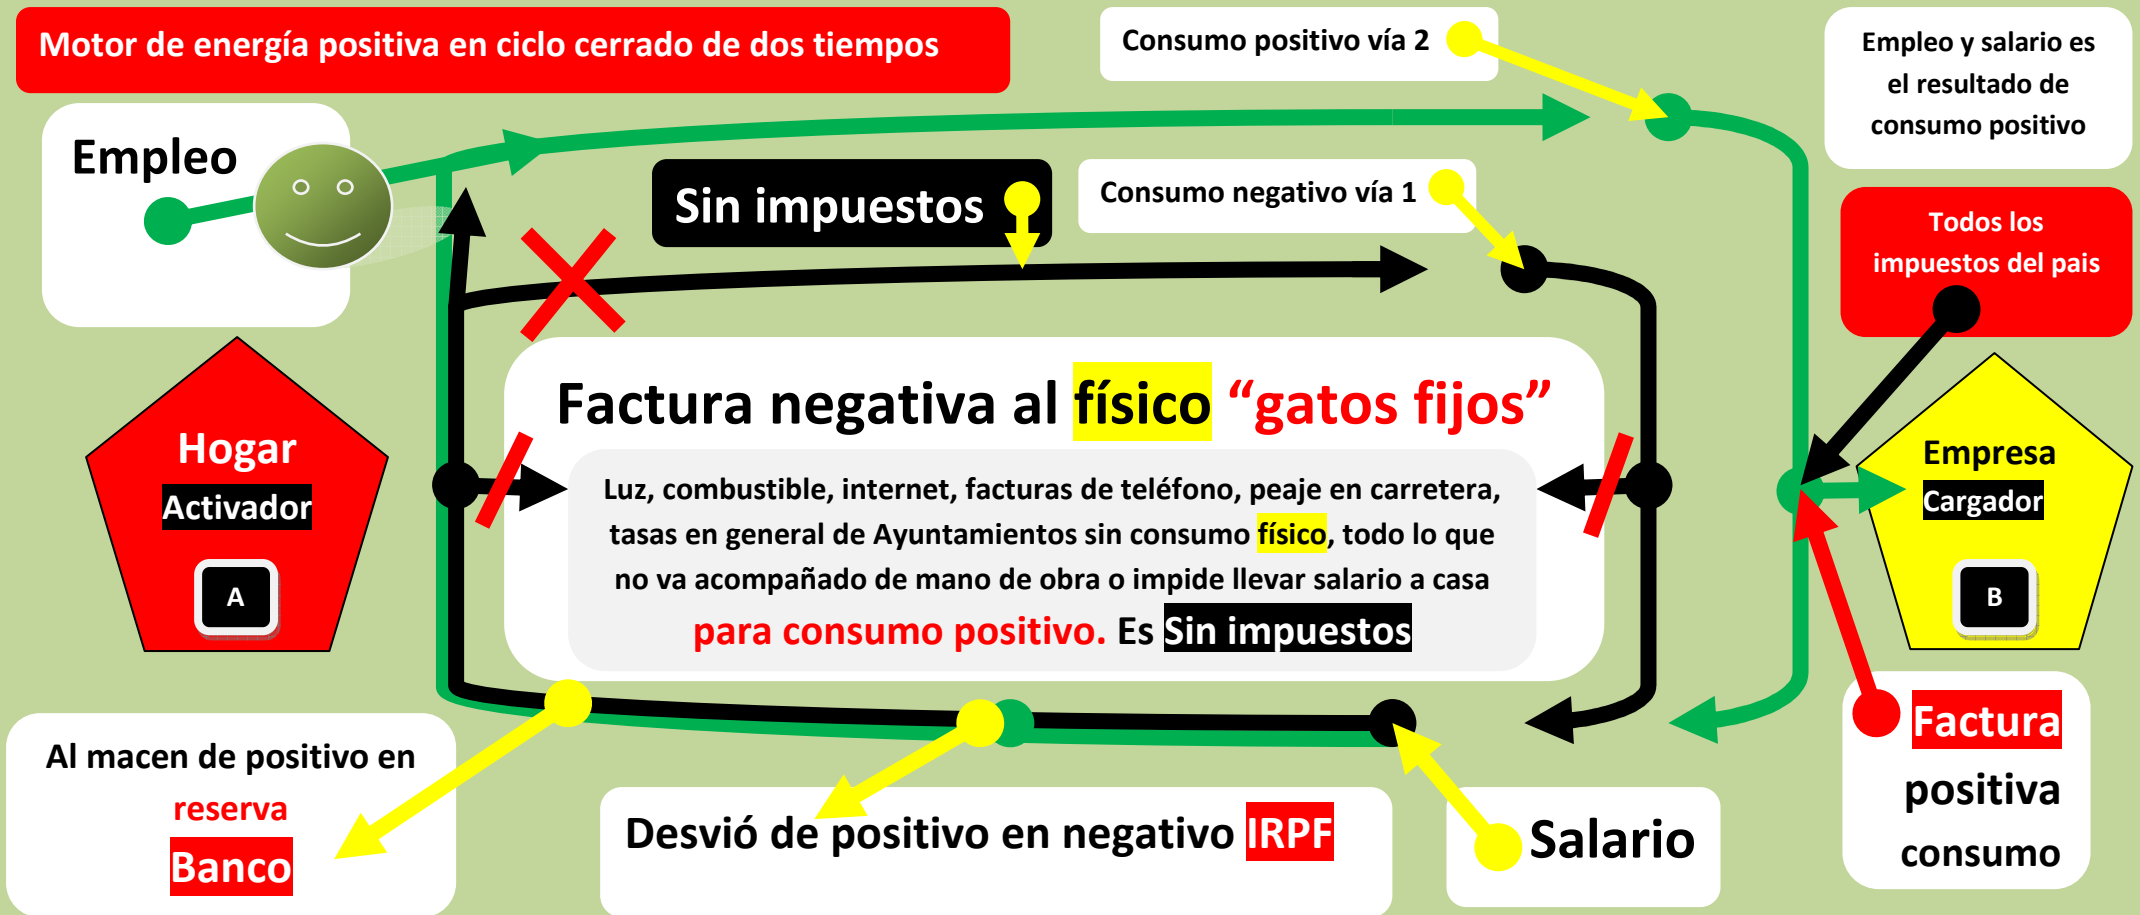 Motor de energía positiva en ciclo cerrado de dos tiempos
Consumo positivo vía 2
Empleo y salario es
el resultado de
consumo positivo
Empleo
Sin impuestos
Consumo negativo vía 1
Todos los
impuestos del pais
Factura negativa al físico “gatos fijos”
Luz, combustible, internet, facturas de teléfono, peaje en carretera,
tasas en general de Ayuntamientos sin consumo físico, todo lo que
no va acompañado de mano de obra o impide llevar salario a casa
para consumo positivo. Es Sin impuestos
Hogar
Activador
A
Empresa
Cargador
B
Al macen de positivo en
reserva
Banco
Desvió de positivo en negativo IRPF
Salario
Factura
positiva
consumo